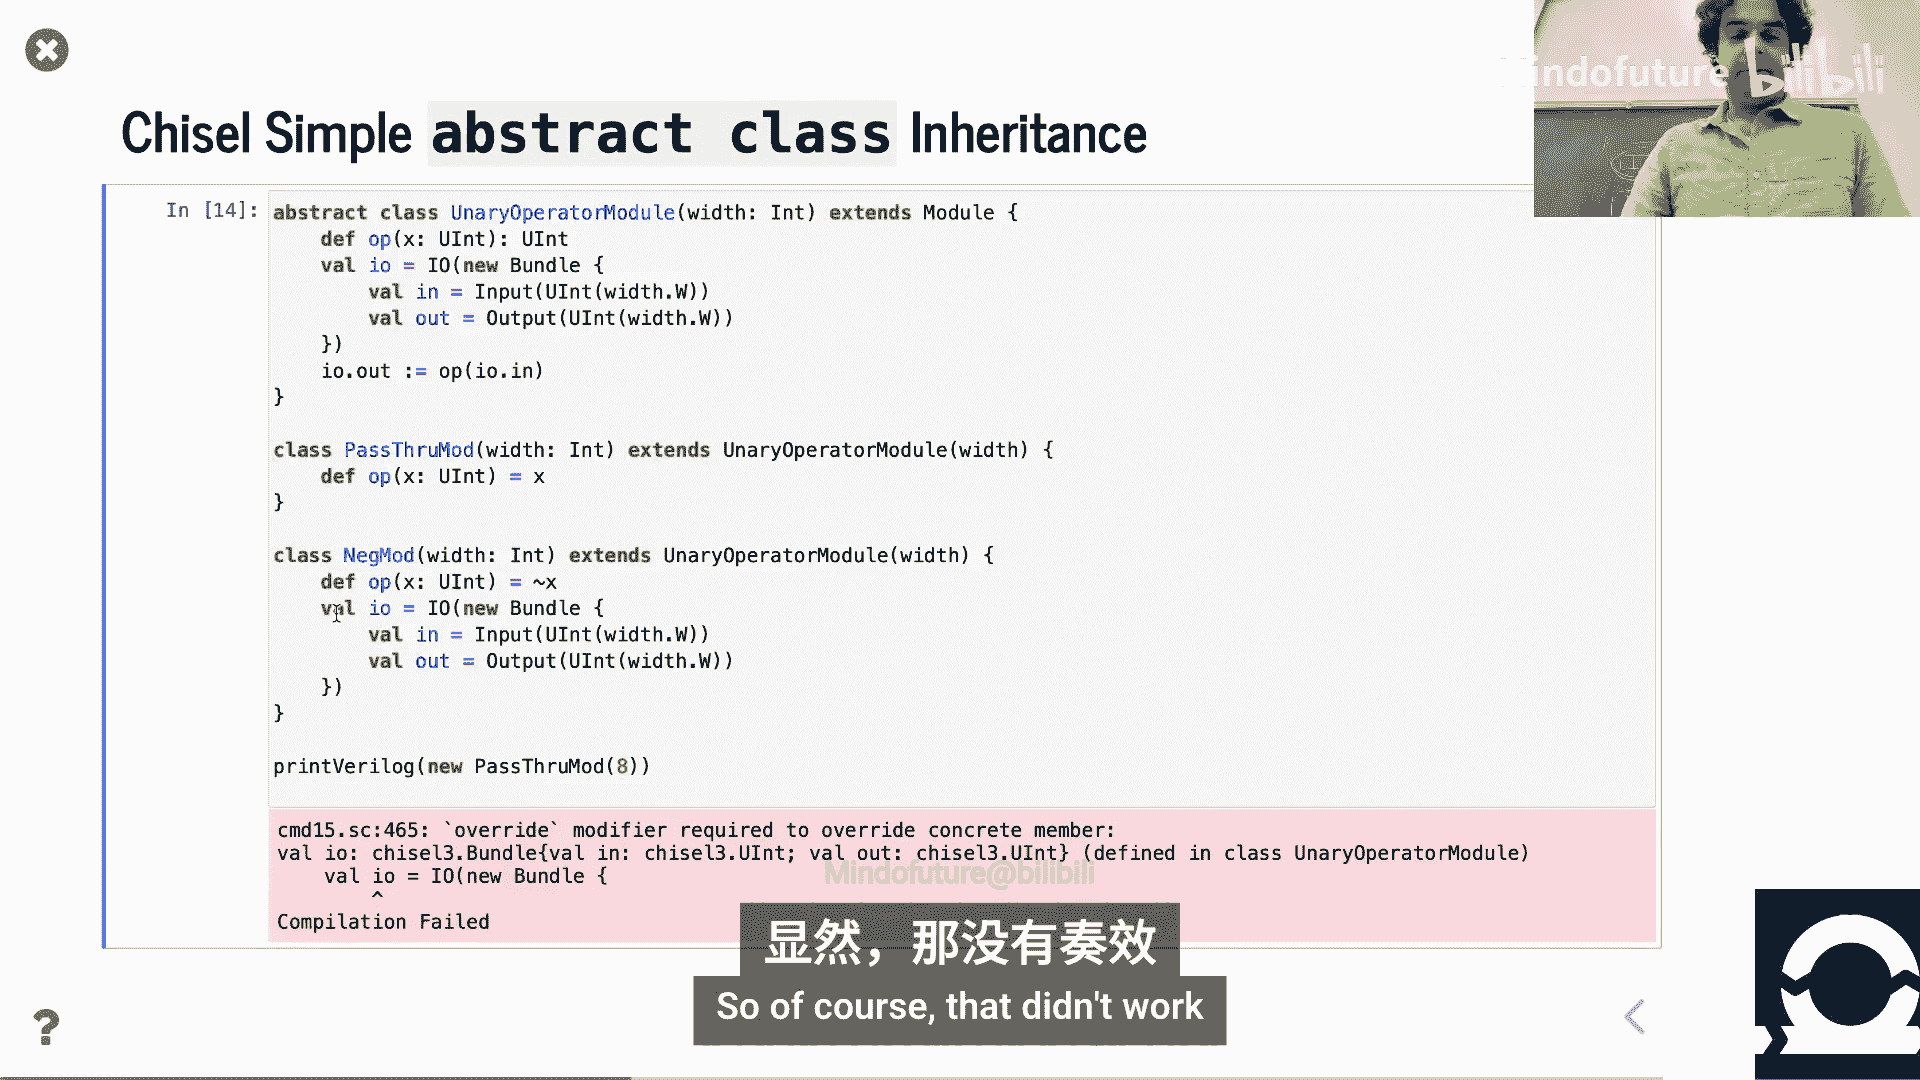 Chisel Simple abstract class Inheritance
In [14]:
abstract class UnaryOperatorModule(width: Int) extends Module {
    def op(x: UInt): UInt
    val io = IO(new Bundle {
        val in = Input(UInt(width.W))
        val out = Output(UInt(width.W))
    })
    io.out := op(io.in)
}
class PassThruMod(width: Int) extends UnaryOperatorModule(width) {
    def op(x: UInt) = x
}
class NegMod(width: Int) extends UnaryOperatorModule(width) {
    def op(x: UInt) = ~x
    val io = IO(new Bundle {
        val in = Input(UInt(width.W))
        val out = Output(UInt(width.W))
    })
}
printVerilog(new PassThruMod(8))
cmd15.sc:465: `override` modifier required to override concrete member:
val io: chisel3.Bundle{val in: chisel3.UInt; val out: chisel3.UInt} (defined in class UnaryOperatorModule)
    val io = IO(new Bundle {
        ^
Compilation Failed
Mindofuture@bilibili
显然，那没有奏效
So of course, that didn't work
?
indofuture bilibili